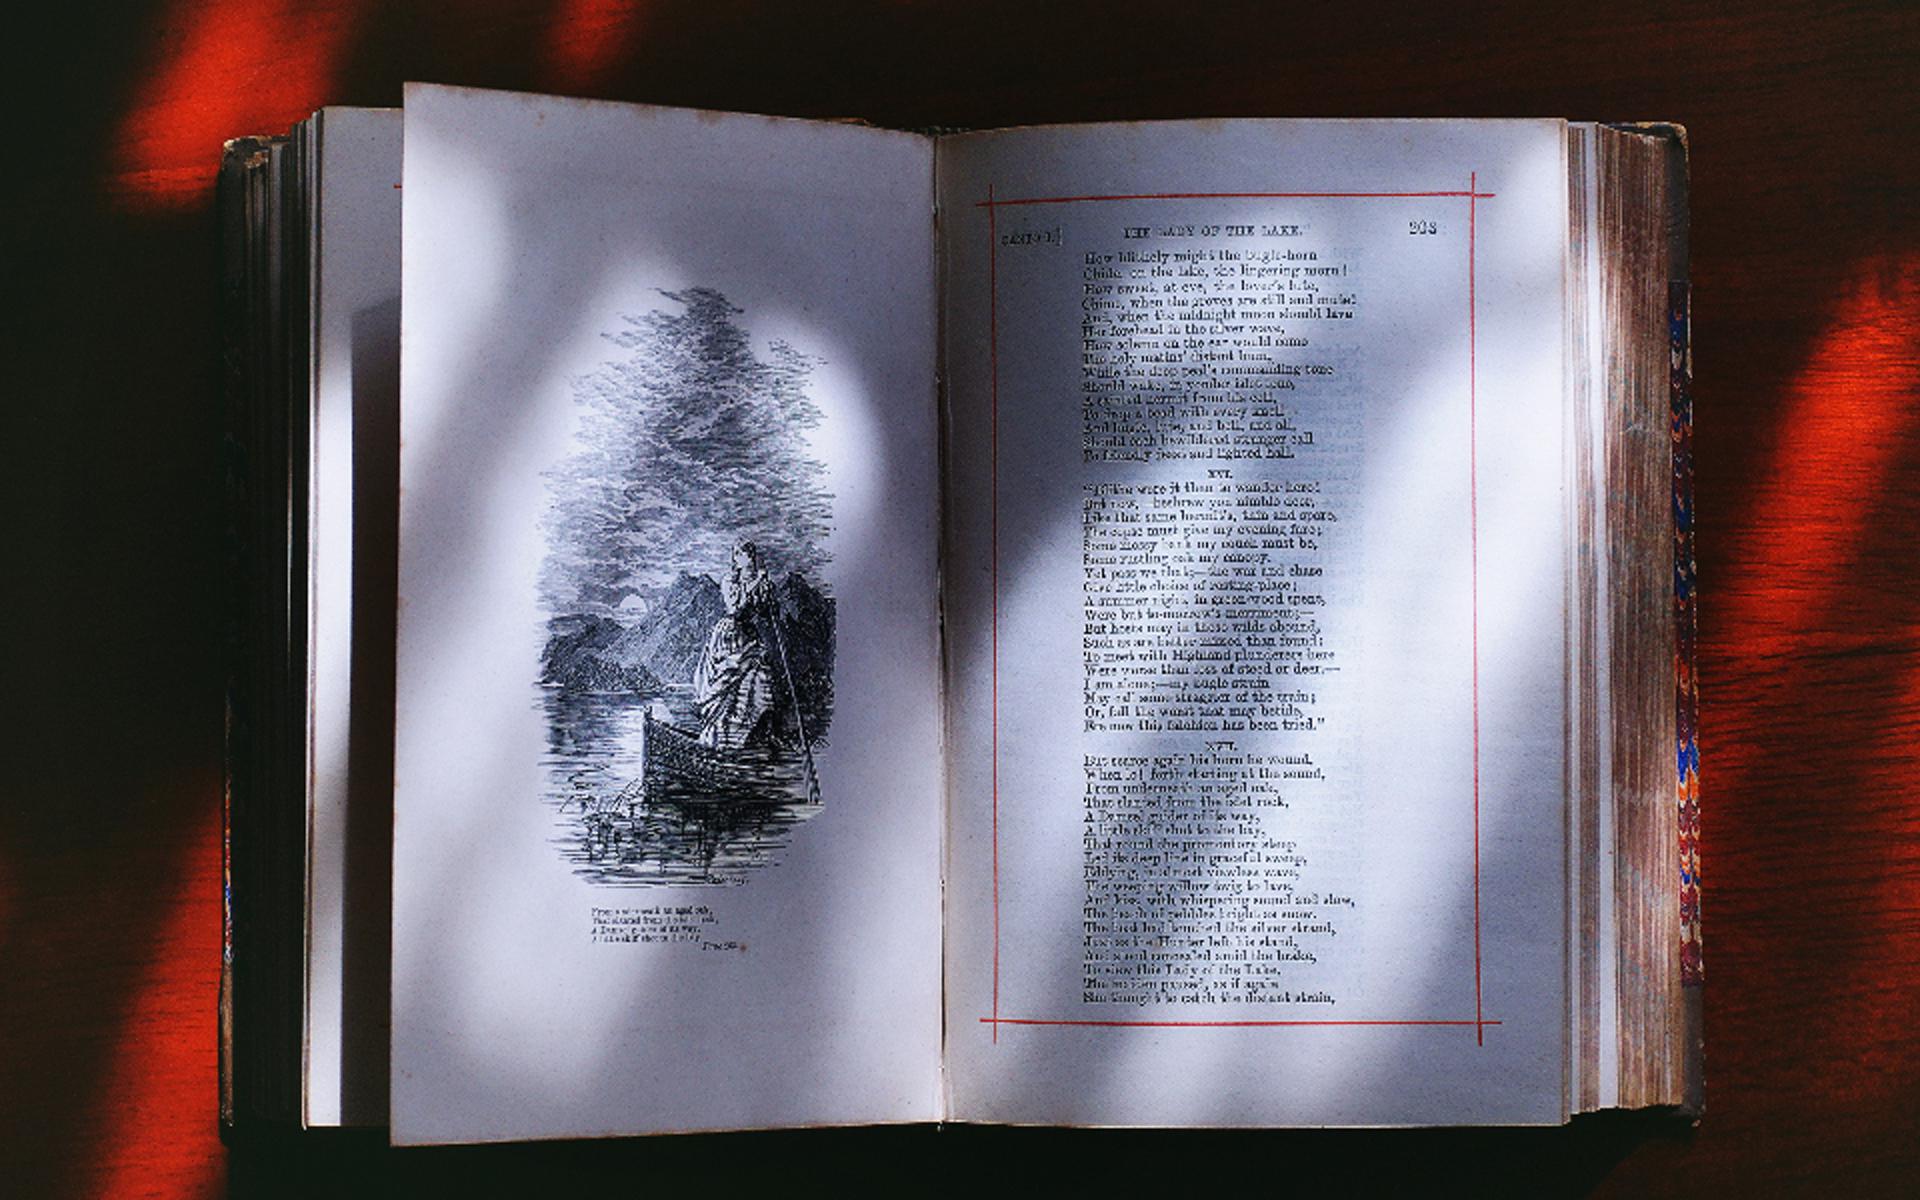 From underneath an aged oak,
That slanted from the islet rock,
A Damsel guider of its way,
A little skiff shot to the bay
CANTO I.]
THE LADY OF THE LAKE.
203
How blithely might the bugle-horn
Chide, on the lake, the lingering morn!
How sweet, at eve, the lover's lute,
Chime, when the groves are still and mute!
And, when the midnight moon should lave
Her forehead in the silver wave,
How solemn on the ear would come
The holy matins' distant hum,
While the deep peal's commanding tone
Should wake, in yonder islet lone,
A sainted hermit from his cell,
To drop a bead with every knell—
And bugle, lute, and bell, and all,
Should each bewildered stranger call
To friendly feast and lighted hall.
XVI.
"Blithe were it then to wander here!
But now,—beshrew yon nimble deer,
Like that same hermit's, thin and spare,
The copse must give my evening fare;
Some mossy bank my couch must be,
Some rustling oak my canopy.
Yet pass we that;—the war and chase
Give little choice of resting-place;
A summer night, in green wood spent,
Were but to-morrow's merriment;—
But hosts may in these wilds abound,
Such as are better missed than found;
To meet with Highland plunderers here
Were worse than loss of steed or deer.—
I am alone;—my bugle strain
May call some straggler of the train;
Or, fall the worst that may betide,
Ere now this falchion has been tried."
XVII.
But scarce again his horn he wound,
When lo! forth starting at the sound,
From underneath an aged oak,
That slanted from the islet rock,
A Damsel guider of its way,
A little skiff shot to the bay,
That round the promontory steep
Led its deep line in graceful sweep,
Eddying, in almost viewless wave,
The weeping willow twig to lave,
And kiss, with whispering sound and slow,
The beach of pebbles bright as snow.
The boat had touched the silver strand,
Just as the Hunter left his stand,
And stood concealed amid the brake,
To view this Lady of the Lake.
The maiden paused, as if again
She thought to catch the distant strain,